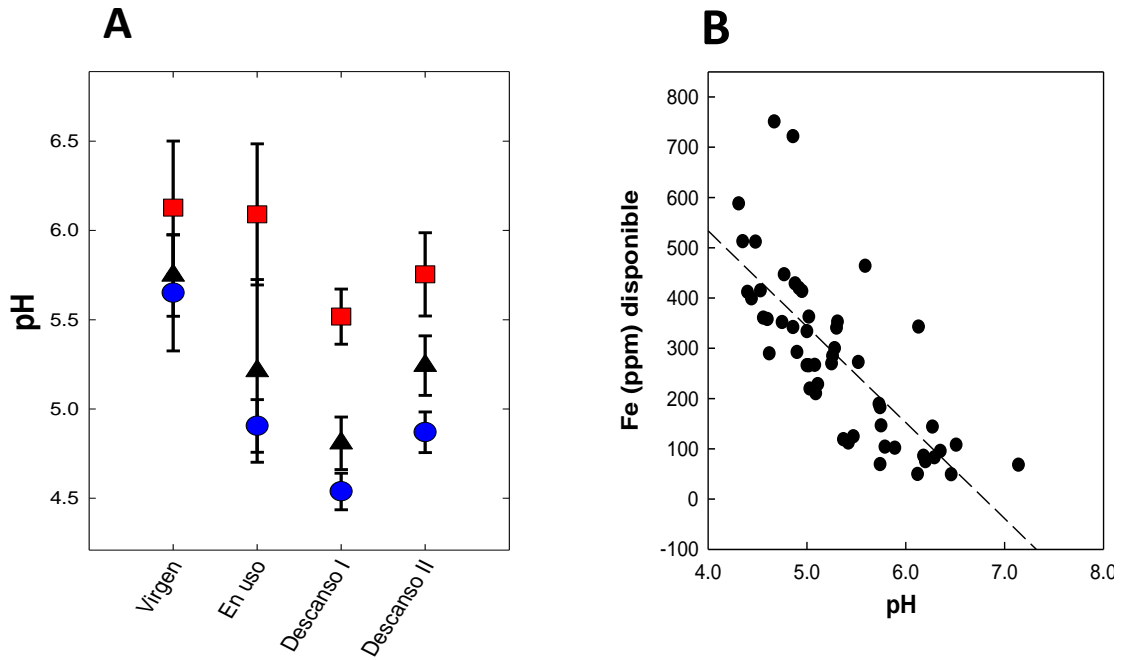 A
pH
6.5
6.0
5.5
5.0
4.5
Virgen
En uso
Descanso I
Descanso II
B
Fe (ppm) disponible
800
700
600
500
400
300
200
100
0
-100
4.0 5.0 6.0 7.0 8.0
pH